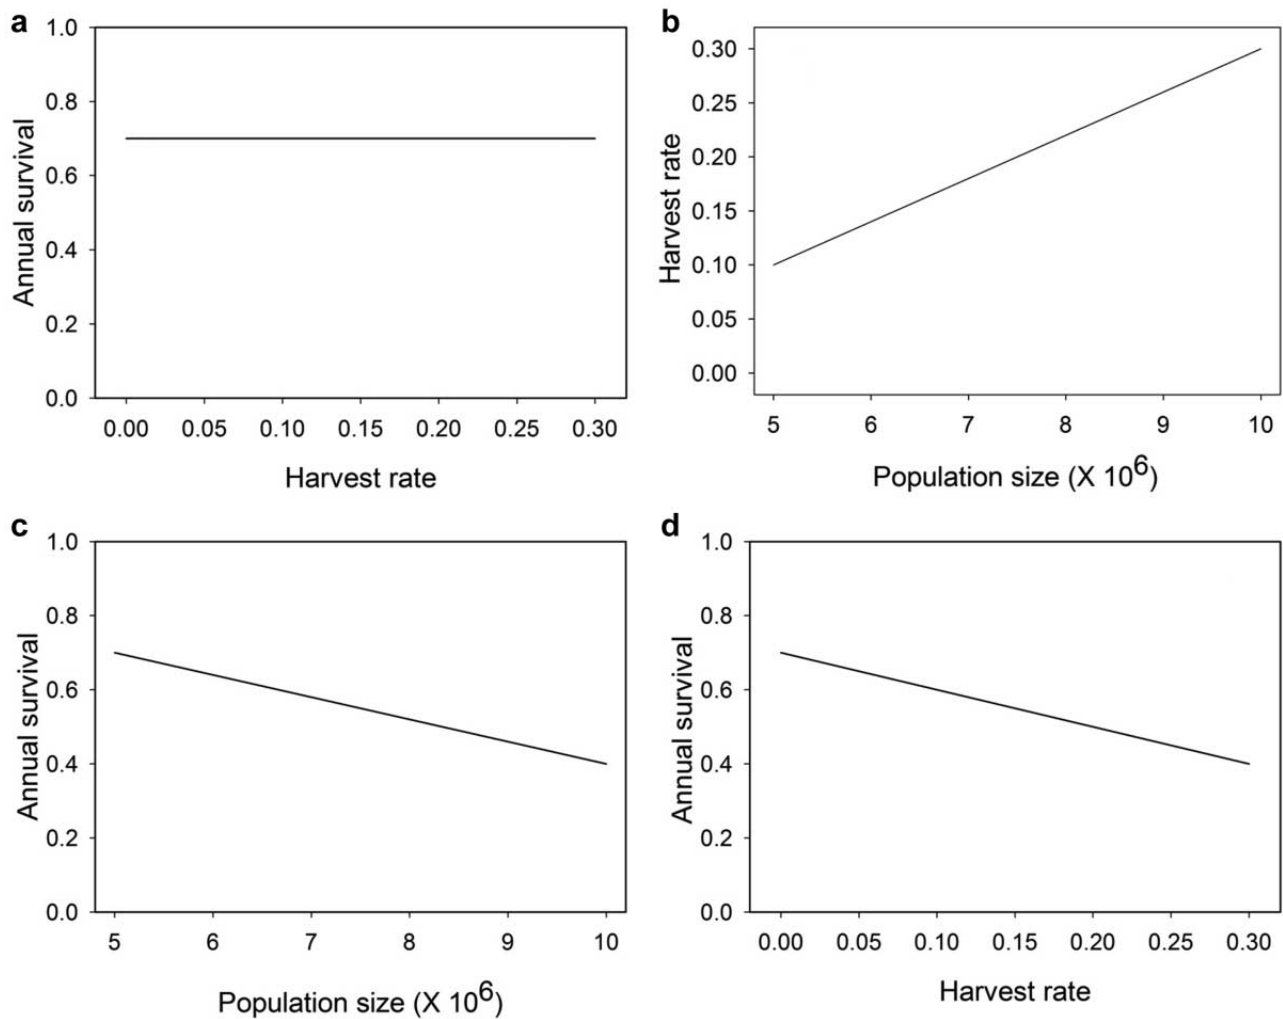 a
1.0
0.8
0.6
0.4
0.2
0.0
Annual survival
0.00 0.05 0.10 0.15 0.20 0.25 0.30
Harvest rate
b
0.30
0.25
0.20
0.15
0.10
0.05
0.00
Harvest rate
5 6 7 8 9 10
Population size (X 10⁶)
c
1.0
0.8
0.6
0.4
0.2
0.0
Annual survival
5 6 7 8 9 10
Population size (X 10⁶)
d
1.0
0.8
0.6
0.4
0.2
0.0
Annual survival
0.00 0.05 0.10 0.15 0.20 0.25 0.30
Harvest rate